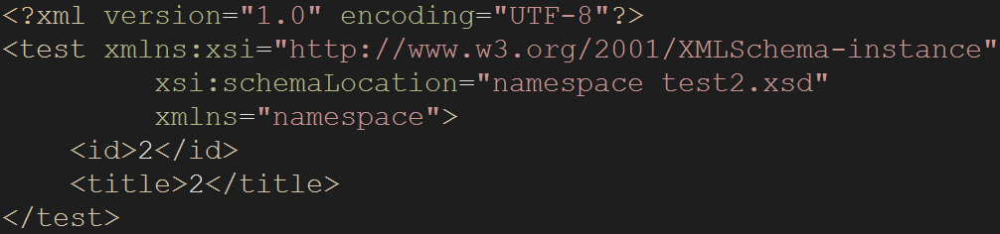 <?xml version="1.0" encoding="UTF-8"?>
<test xmlns:xsi="http://www.w3.org/2001/XMLSchema-instance"
xsi:schemaLocation="namespace test2.xsd"
xmlns="namespace">
<id>2</id>
<title>2</title>
</test>